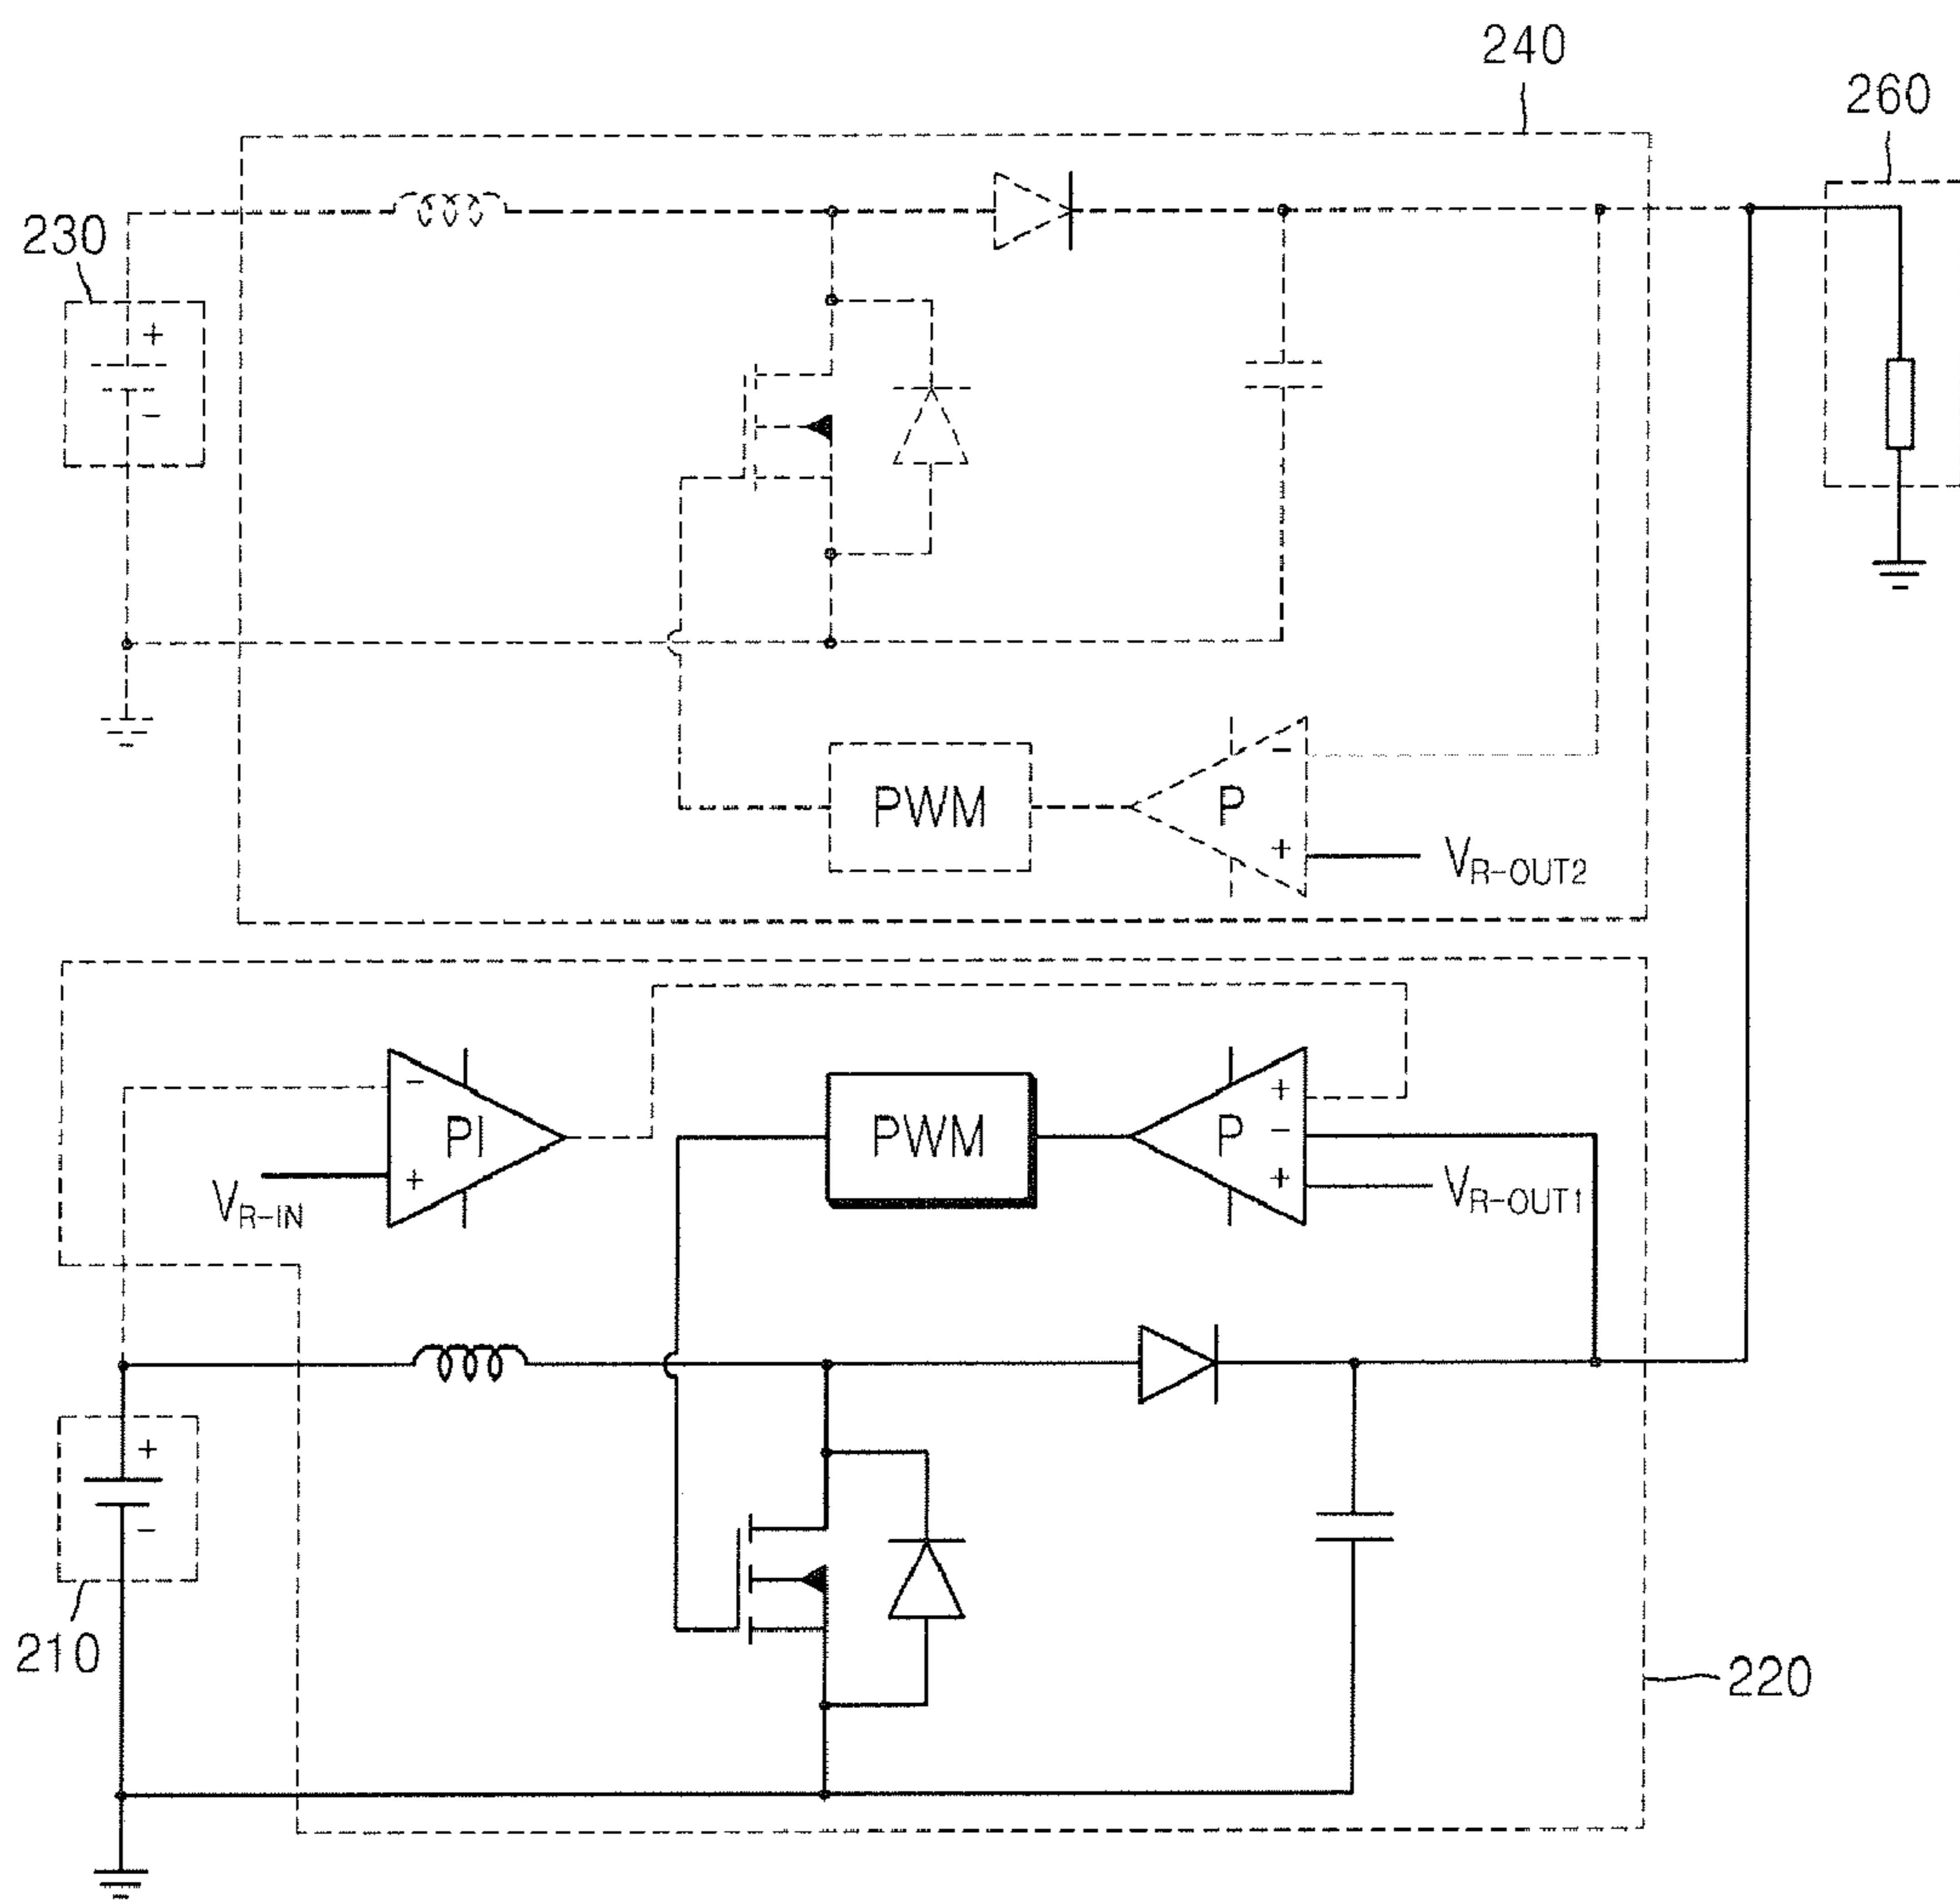 240
260
230
+
−
−
PWM
P
+
VR-OUT2
−
PI
+
VR-IN
PWM
+
P −
+
VR-OUT1
+
−
210
220